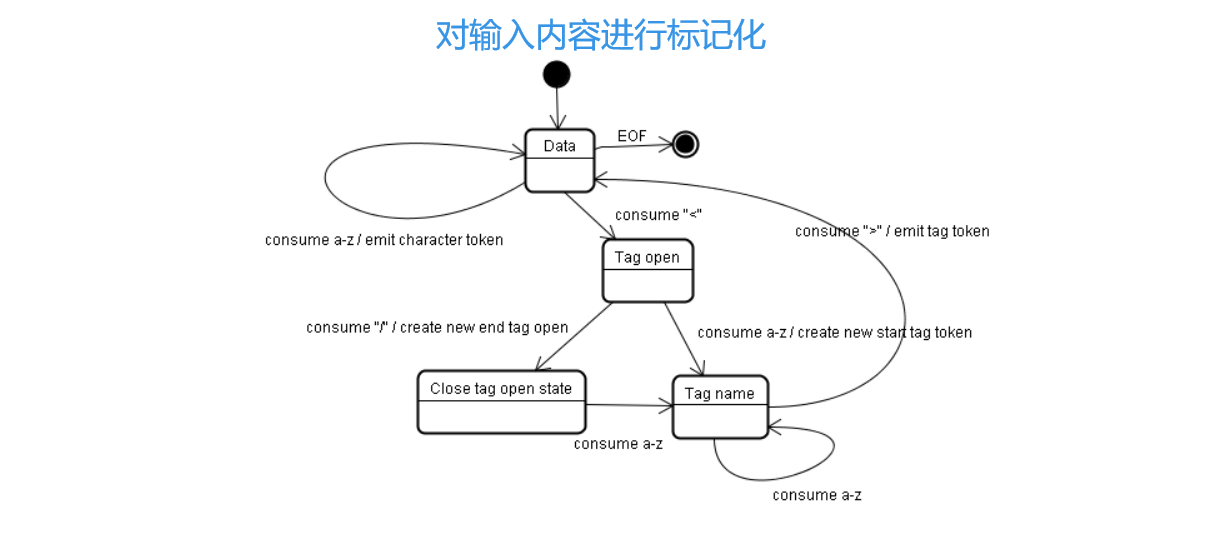 对输入内容进行标记化
EOF
Data
consume "<"
consume a-z / emit character token
consume ">" / emit tag token
Tag open
consume "/" / create new end tag open
consume a-z / create new start tag token
Close tag open state
Tag name
consume a-z
consume a-z